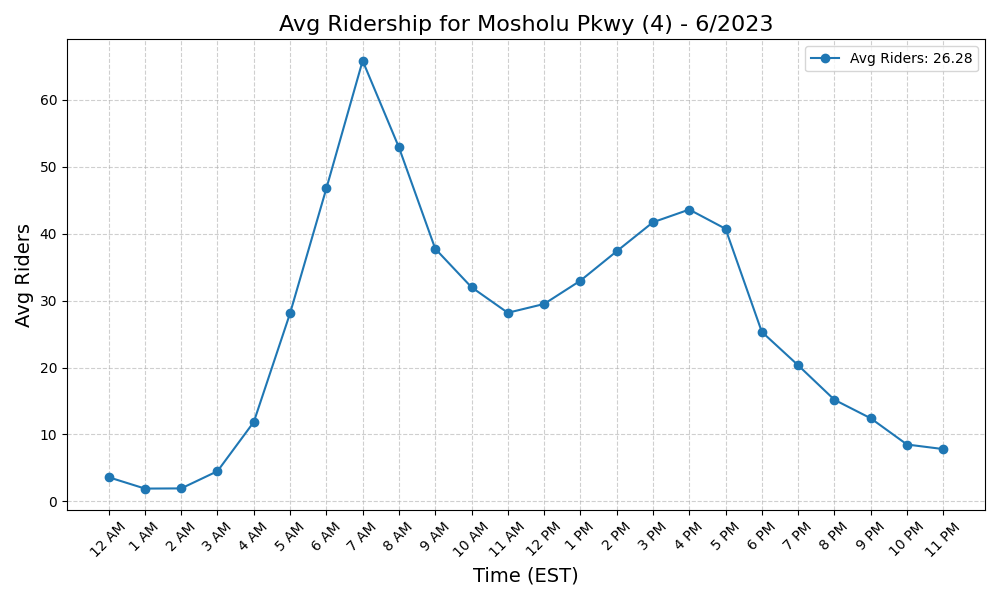 Avg Ridership for Mosholu Pkwy (4) - 6/2023
Avg Riders: 26.28
Avg Riders
60
50
40
30
20
10
0
12 AM
1 AM
2 AM
3 AM
4 AM
5 AM
6 AM
7 AM
8 AM
9 AM
10 AM
11 AM
12 PM
1 PM
2 PM
3 PM
4 PM
5 PM
6 PM
7 PM
8 PM
9 PM
10 PM
11 PM
Time (EST)